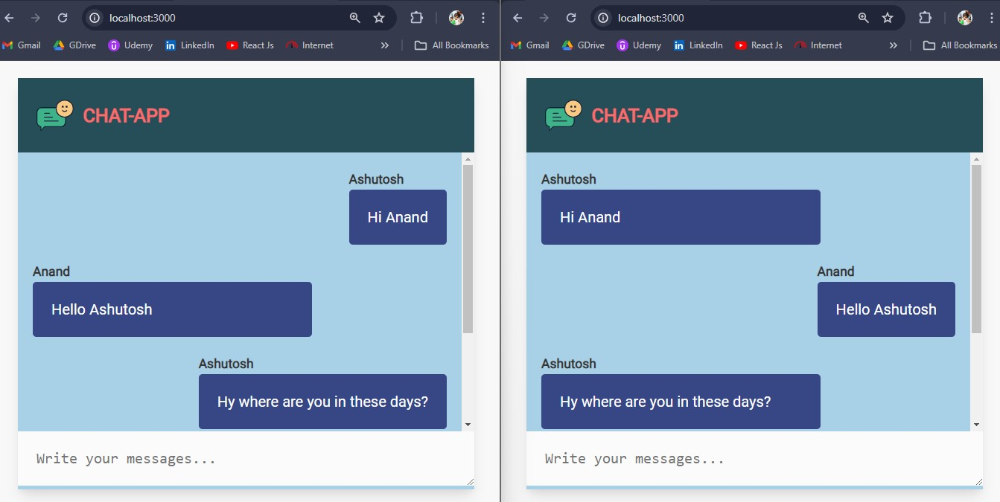 localhost:3000
Gmail GDrive Udemy LinkedIn React Js Internet » All Bookmarks
CHAT-APP
Ashutosh
Hi Anand
Anand
Hello Ashutosh
Ashutosh
Hy where are you in these days?
Write your messages...
localhost:3000
Gmail GDrive Udemy LinkedIn React Js Internet » All Bookmarks
CHAT-APP
Ashutosh
Hi Anand
Anand
Hello Ashutosh
Ashutosh
Hy where are you in these days?
Write your messages...